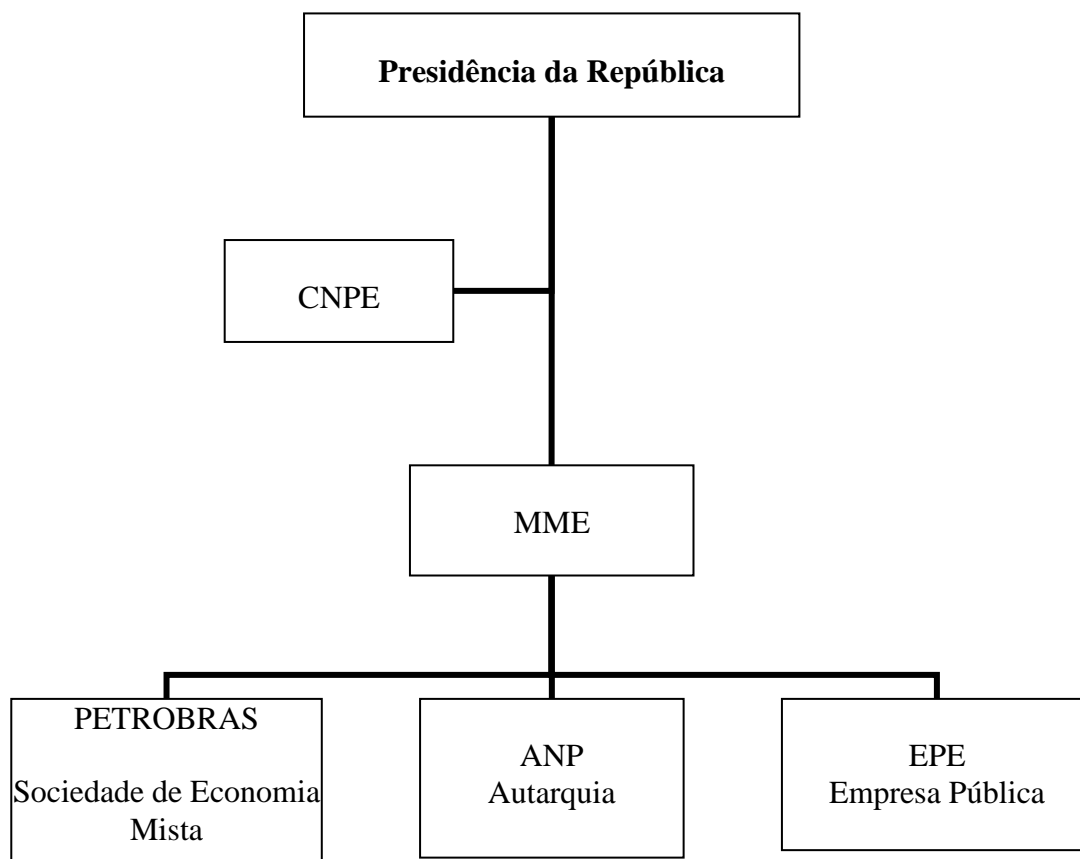 Presidência da República
CNPE
MME
PETROBRAS
Sociedade de Economia
Mista
ANP
Autarquia
EPE
Empresa Pública